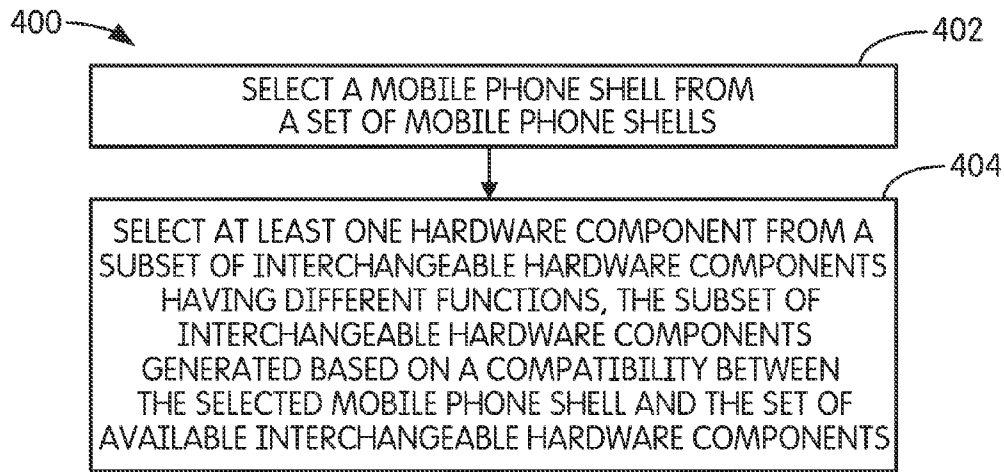 400
402
SELECT A MOBILE PHONE SHELL FROM
A SET OF MOBILE PHONE SHELLS
404
SELECT AT LEAST ONE HARDWARE COMPONENT FROM A
SUBSET OF INTERCHANGEABLE HARDWARE COMPONENTS
HAVING DIFFERENT FUNCTIONS, THE SUBSET OF
INTERCHANGEABLE HARDWARE COMPONENTS
GENERATED BASED ON A COMPATIBILITY BETWEEN
THE SELECTED MOBILE PHONE SHELL AND THE SET OF
AVAILABLE INTERCHANGEABLE HARDWARE COMPONENTS